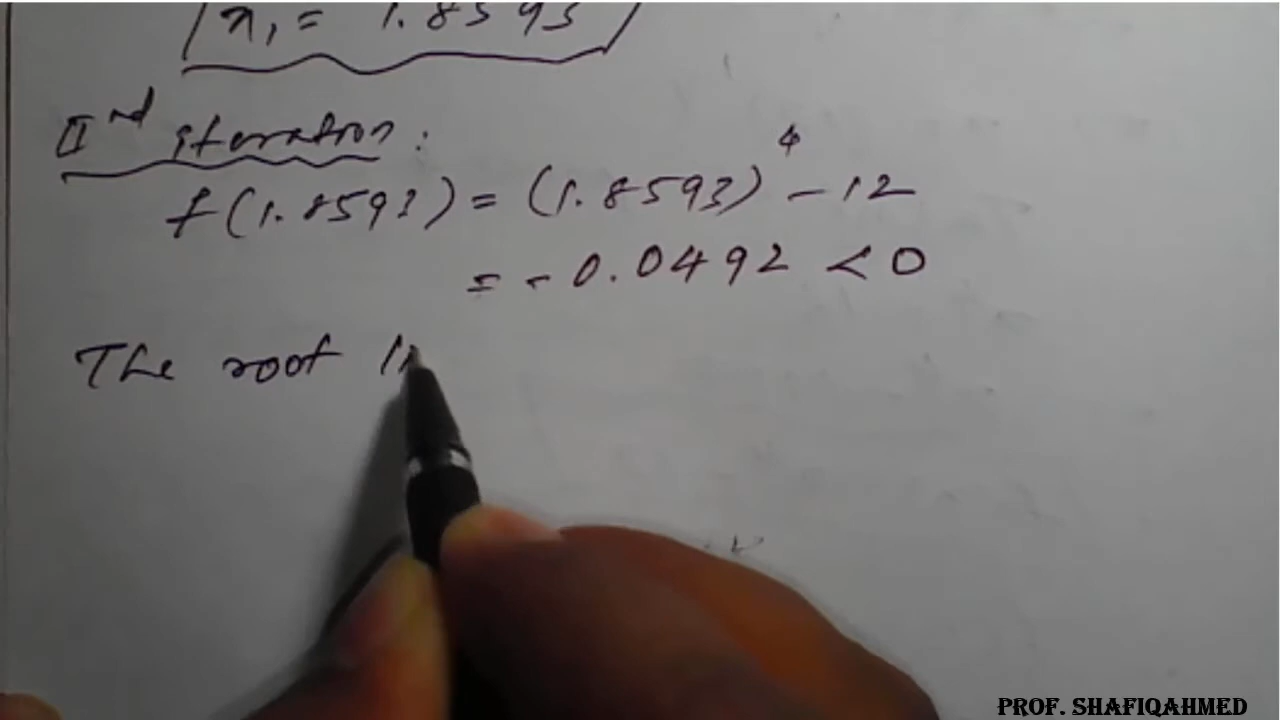 x₁ = 1.8593
IInd iteration:
f(1.8593) = (1.8593)⁴ - 12
= - 0.0492 < 0
The root
PROF. SHAFIQAHMED